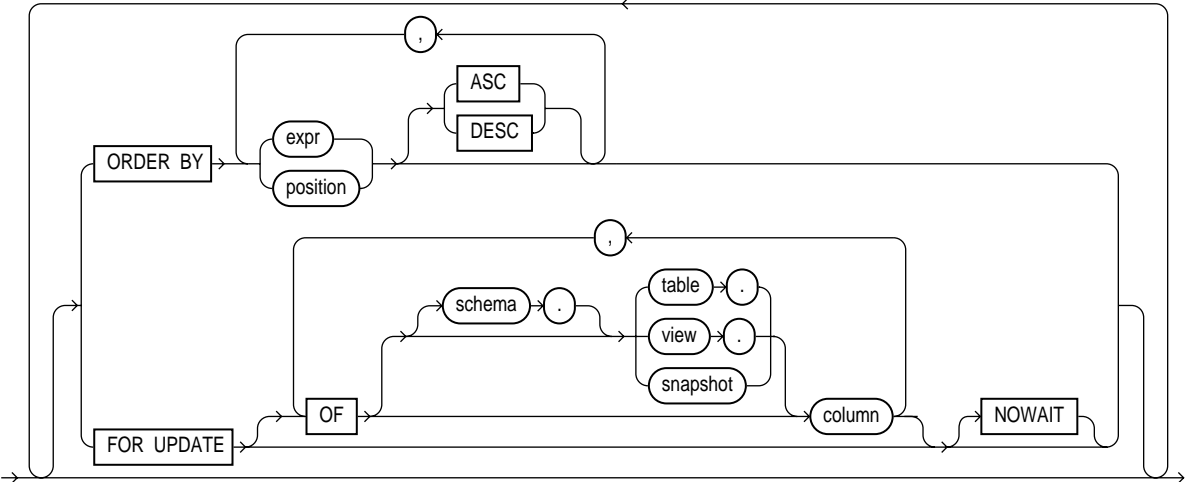 ,
ASC
DESC
expr
ORDER BY
position
,
table .
schema .
view .
snapshot
OF
column
NOWAIT
FOR UPDATE